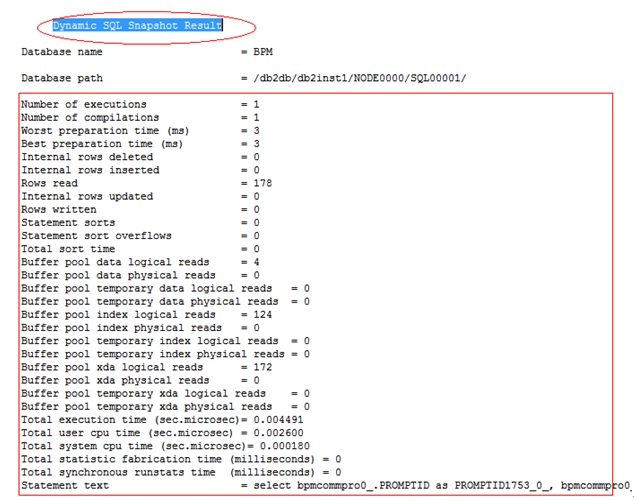 Dynamic SQL Snapshot Result
Database name = BPM
Database path = /db2db/db2inst1/NODE0000/SQL00001/
Number of executions = 1
Number of compilations = 1
Worst preparation time (ms) = 3
Best preparation time (ms) = 3
Internal rows deleted = 0
Internal rows inserted = 0
Rows read = 178
Internal rows updated = 0
Rows written = 0
Statement sorts = 0
Statement sort overflows = 0
Total sort time = 0
Buffer pool data logical reads = 4
Buffer pool data physical reads = 0
Buffer pool temporary data logical reads = 0
Buffer pool temporary data physical reads = 0
Buffer pool index logical reads = 124
Buffer pool index physical reads = 0
Buffer pool temporary index logical reads = 0
Buffer pool temporary index physical reads = 0
Buffer pool xda logical reads = 172
Buffer pool xda physical reads = 0
Buffer pool temporary xda logical reads = 0
Buffer pool temporary xda physical reads = 0
Total execution time (sec.microsec)= 0.004491
Total user cpu time (sec.microsec) = 0.002600
Total system cpu time (sec.microsec)= 0.000180
Total statistic fabrication time (milliseconds) = 0
Total synchronous runstats time (milliseconds) = 0
Statement text = select bpmcommpro0_.PROMPTID as PROMPTID1753_0_, bpmcommpro0_